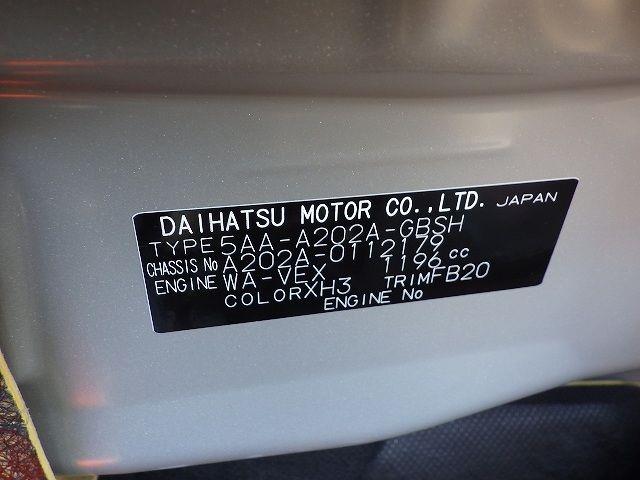 DAIHATSU MOTOR CO.,LTD. JAPAN
TYPE 5AA-A202A-GBSH
CHASSIS No A202A-0112179
ENGINE WA-VEX 1196 cc
COLOR XH3 TRIM FB20
ENGINE No